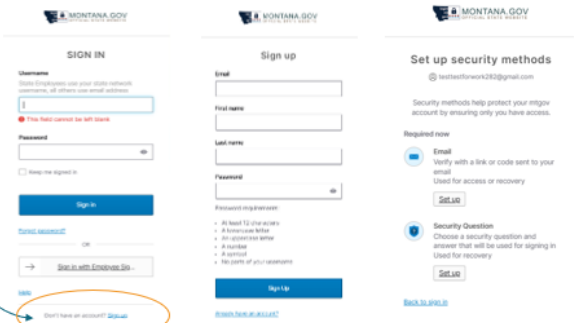 MONTANA.GOV
OFFICIAL STATE WEBSITE
SIGN IN
Username
State Employees use your state network
username, all others use email address
This field cannot be left blank
Password
Keep me signed in
Sign in
Forgot password?
OR
Sign in with Employee Sig...
Help
Don't have an account? Sign up
MONTANA.GOV
OFFICIAL STATE WEBSITE
Sign up
Email
First name
Last name
Password
Password requirements:
At least 12 characters
A lowercase letter
An uppercase letter
A number
A symbol
No parts of your username
Sign Up
Already have an account?
MONTANA.GOV
OFFICIAL STATE WEBSITE
Set up security methods
testtestforwork282@gmail.com
Security methods help protect your mtgov
account by ensuring only you have access.
Required now
Email
Verify with a link or code sent to your
email
Used for access or recovery
Set up
Security Question
Choose a security question and
answer that will be used for signing in
Used for recovery
Set up
Back to sign in